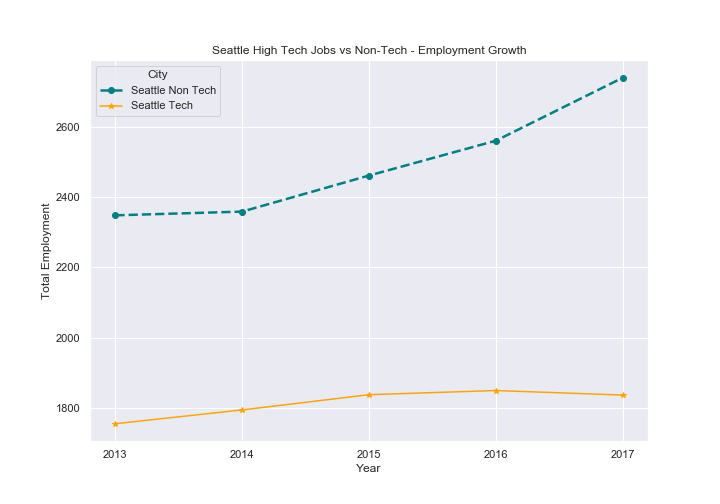 Seattle High Tech Jobs vs Non-Tech - Employment Growth
City
Seattle Non Tech
Seattle Tech
Total Employment
2600
2400
2200
2000
1800
2013 2014 2015 2016 2017
Year